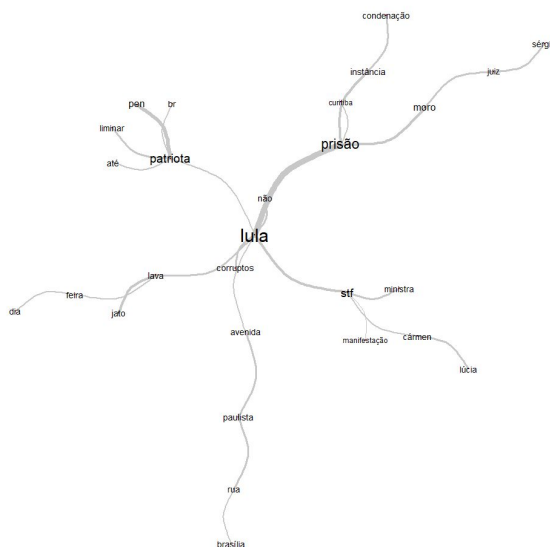 condenação
sérgi
instância
juiz
curitiba
moro
pen
br
liminar
prisão
até
patriota
não
lula
corruptos
lava
stf
ministra
feira
dia
jato
avenida
manifestação
cármen
lúcia
paulista
rua
brasília